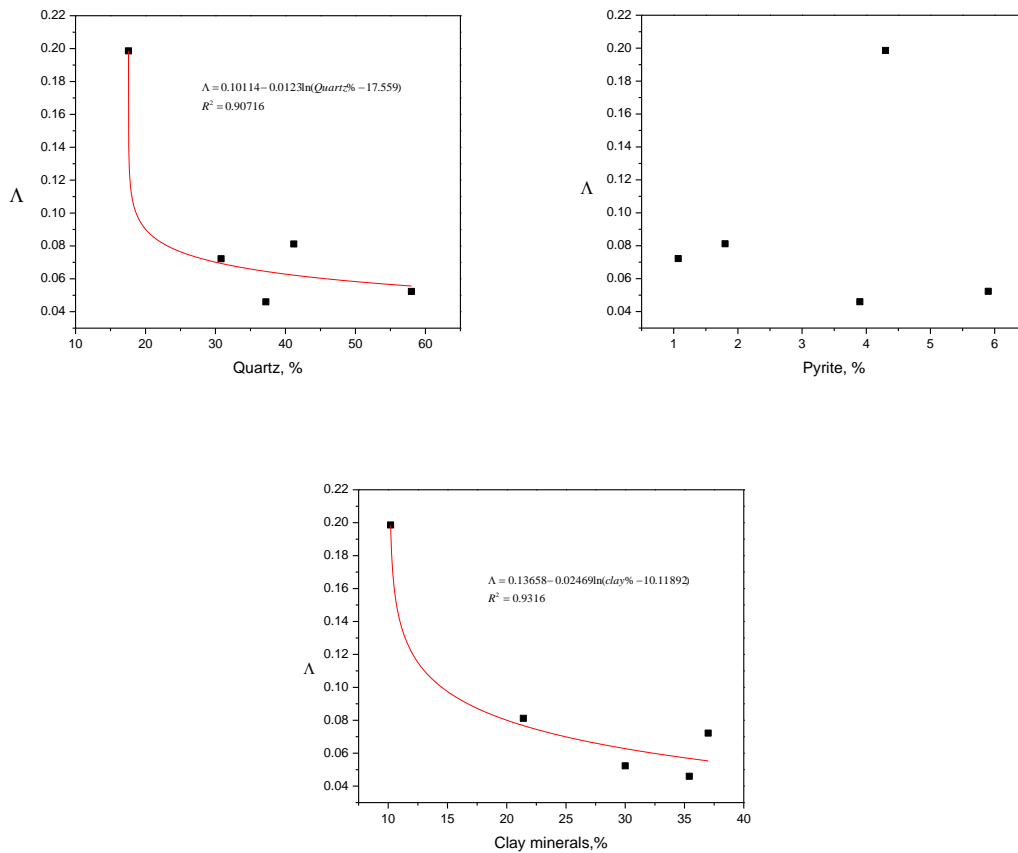 0.22
0.20
0.18
0.16
0.14
0.12
0.10
0.08
0.06
0.04
Λ
Λ = 0.10114 − 0.0123ln(Quartz% − 17.559)
R² = 0.90716
10 20 30 40 50 60
Quartz, %
0.22
0.20
0.18
0.16
0.14
0.12
0.10
0.08
0.06
0.04
Λ
1 2 3 4 5 6
Pyrite, %
0.22
0.20
0.18
0.16
0.14
0.12
0.10
0.08
0.06
0.04
Λ
Λ = 0.13658 − 0.02469ln(clay% − 10.11892)
R² = 0.9316
10 15 20 25 30 35 40
Clay minerals,%